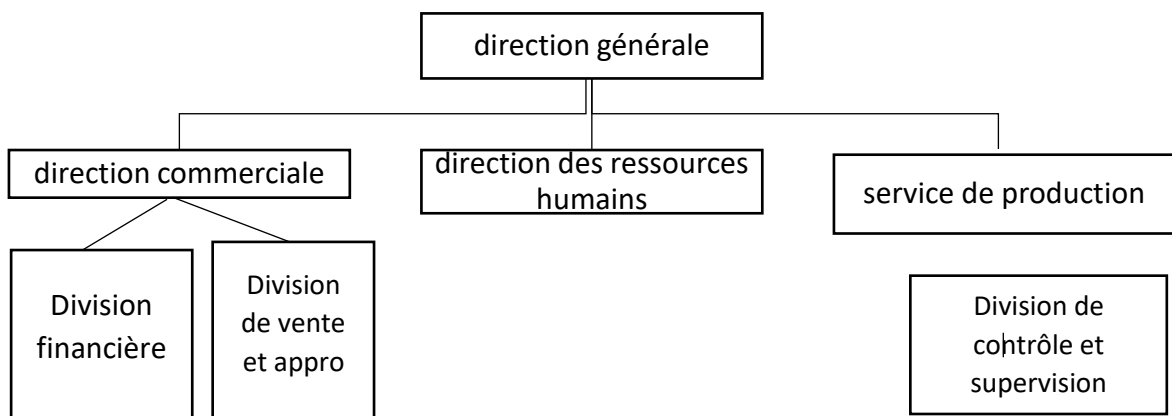 direction générale
direction commerciale
direction des ressources
humains
service de production
Division
financière
Division
de vente
et appro
Division de
contrôle et
supervision